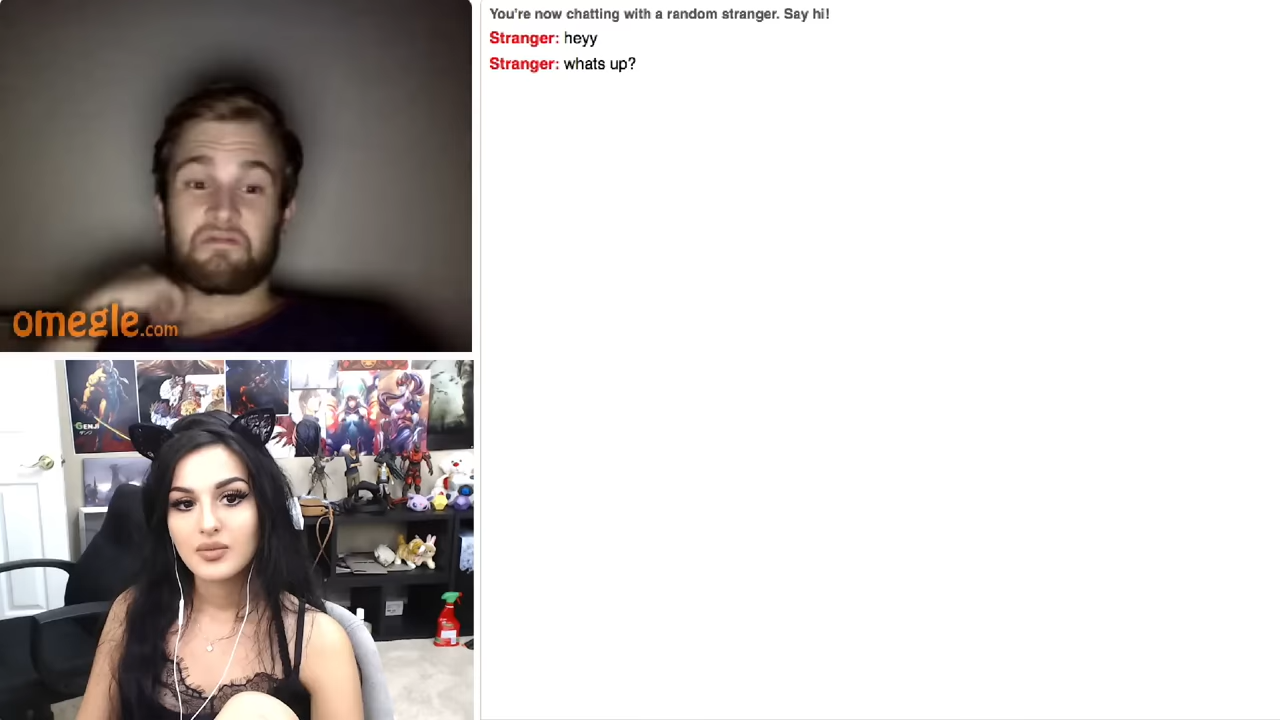 You're now chatting with a random stranger. Say hi!
Stranger: heyy
Stranger: whats up?
omegle.com
GENJI